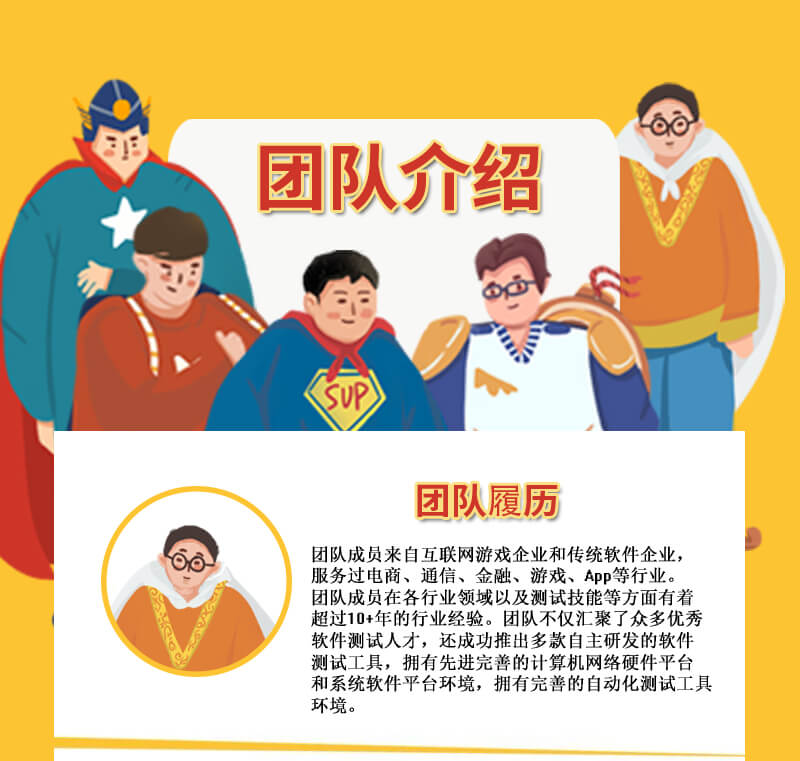 团队介绍
SUP
团队履历
团队成员来自互联网游戏企业和传统软件企业，
服务过电商、通信、金融、游戏、App等行业。
团队成员在各行业领域以及测试技能等方面有着
超过10+年的行业经验。团队不仅汇聚了众多优秀
软件测试人才，还成功推出多款自主研发的软件
测试工具，拥有先进完善的计算机网络硬件平台
和系统软件平台环境，拥有完善的自动化测试工具
环境。